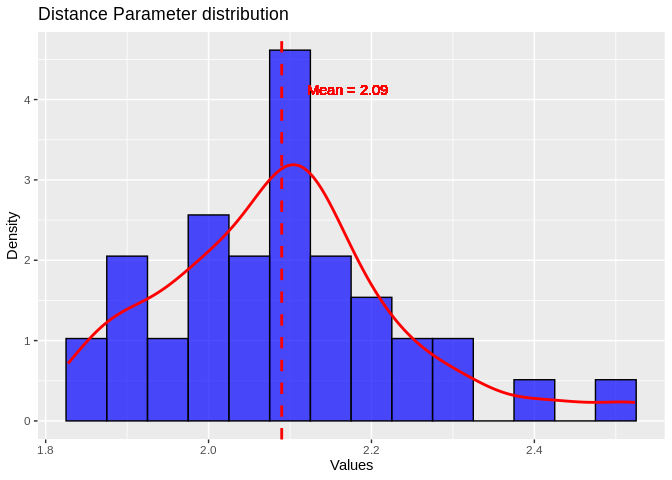 Distance Parameter distribution
Mean = 2.09
Density
4
3
2
1
0
1.8
2.0
2.2
2.4
Values